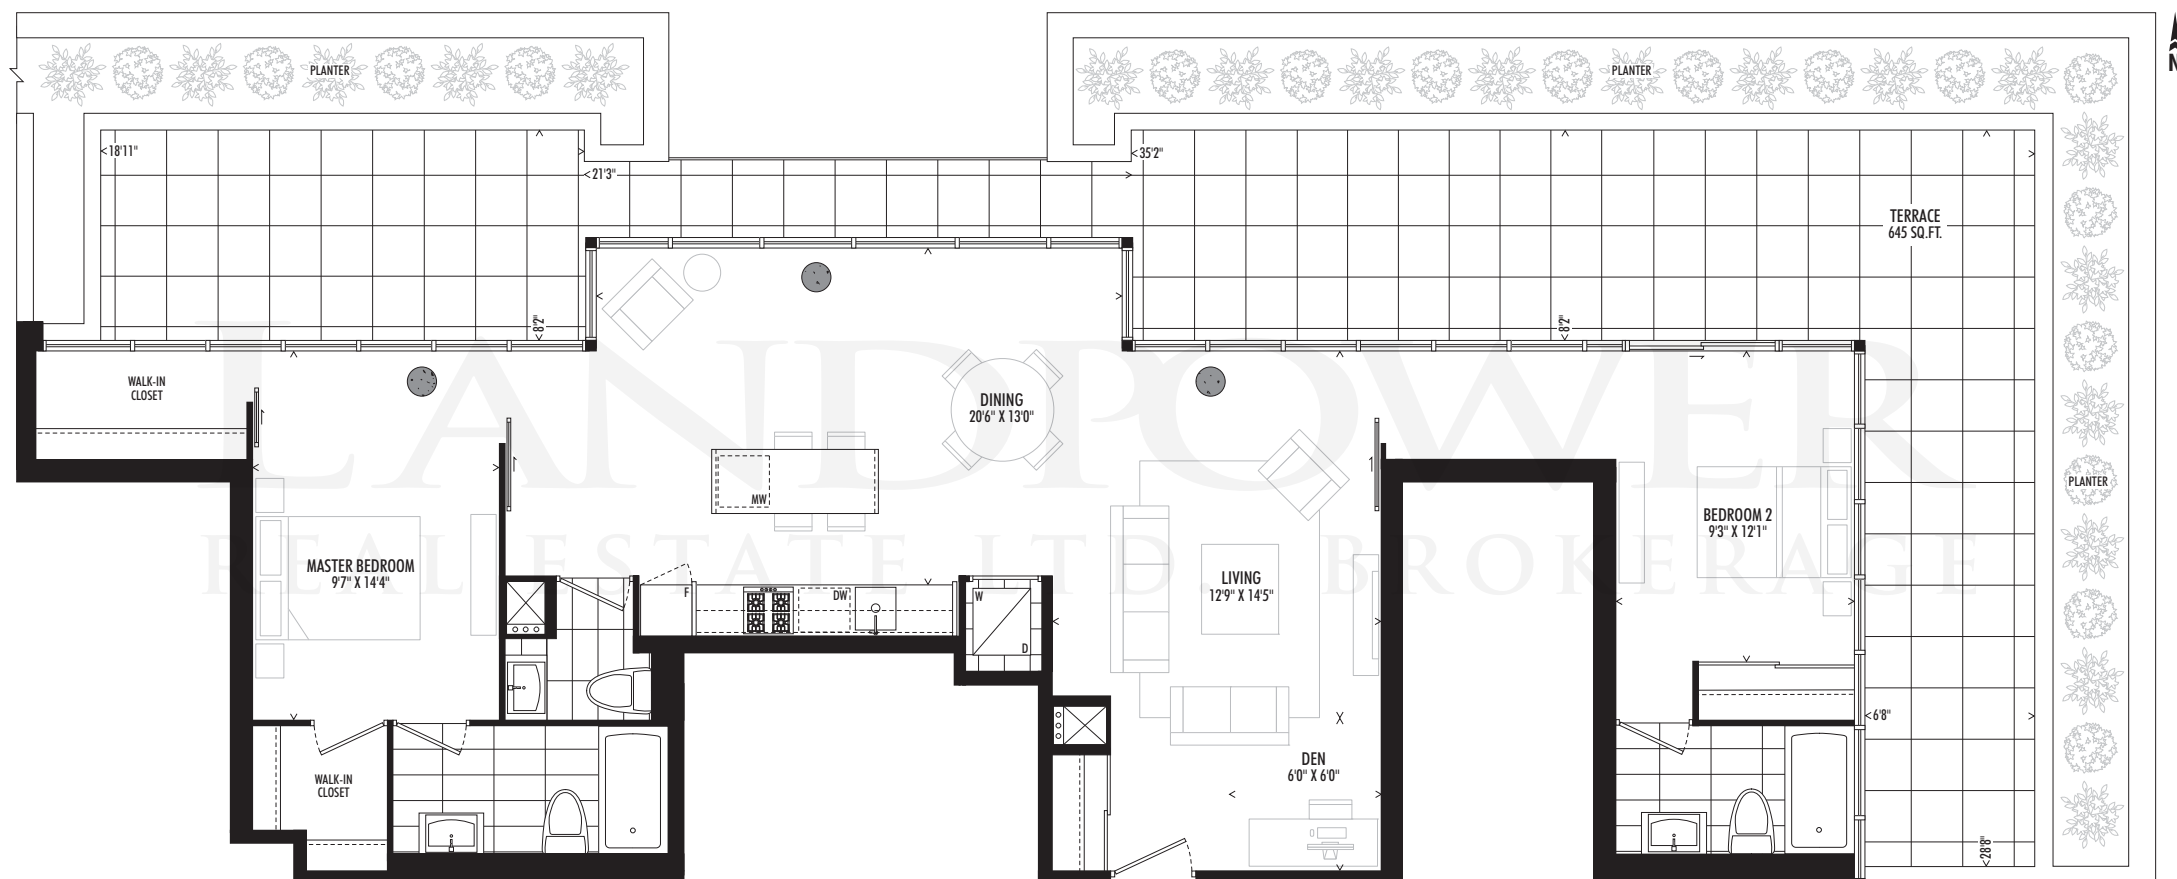 PLANTER
PLANTER
N
18'11"
35'2"
21'3"
TERRACE
645 SQ.FT.
8'2"
8'2"
WALK-IN
CLOSET
DINING
20'6" X 13'0"
LANDPOWER
REAL ESTATE LTD. BROKERAGE
MW
PLANTER
BEDROOM 2
9'3" X 12'1"
MASTER BEDROOM
9'7" X 14'4"
LIVING
12'9" X 14'5"
F
DW
W
D
6'8"
DEN
6'0" X 6'0"
WALK-IN
CLOSET
28'8"